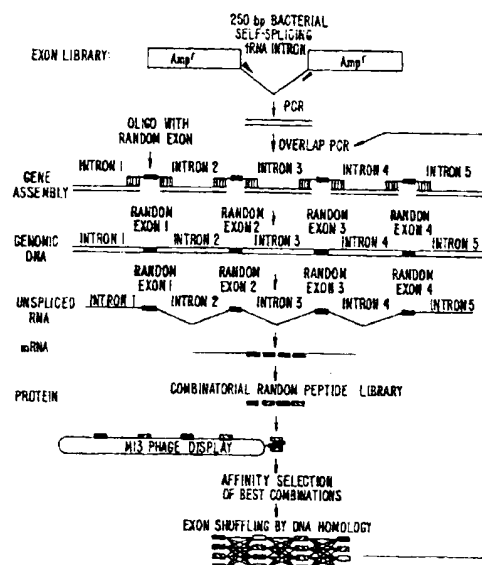 250 bp BACTERIAL
SELF-SPLICING
tRNA INTRON
EXON LIBRARY:
Ampʳ
Ampʳ
PCR
OLIGO WITH
RANDOM EXON
OVERLAP PCR
INTRON 1 INTRON 2 INTRON 3 INTRON 4 INTRON 5
GENE
ASSEMBLY
RANDOM EXON 1 RANDOM EXON 2 RANDOM EXON 3 RANDOM EXON 4
GENOMIC
DNA
INTRON 1 INTRON 2 INTRON 3 INTRON 4 INTRON 5
RANDOM EXON 1 RANDOM EXON 2 RANDOM EXON 3 RANDOM EXON 4
UNSPLICED
RNA
INTRON 1 INTRON 2 INTRON 3 INTRON 4 INTRON 5
mRNA
COMBINATORIAL RANDOM PEPTIDE LIBRARY
PROTEIN
M13 PHAGE DISPLAY
AFFINITY SELECTION
OF BEST COMBINATIONS
EXON SHUFFLING BY DNA HOMOLOGY